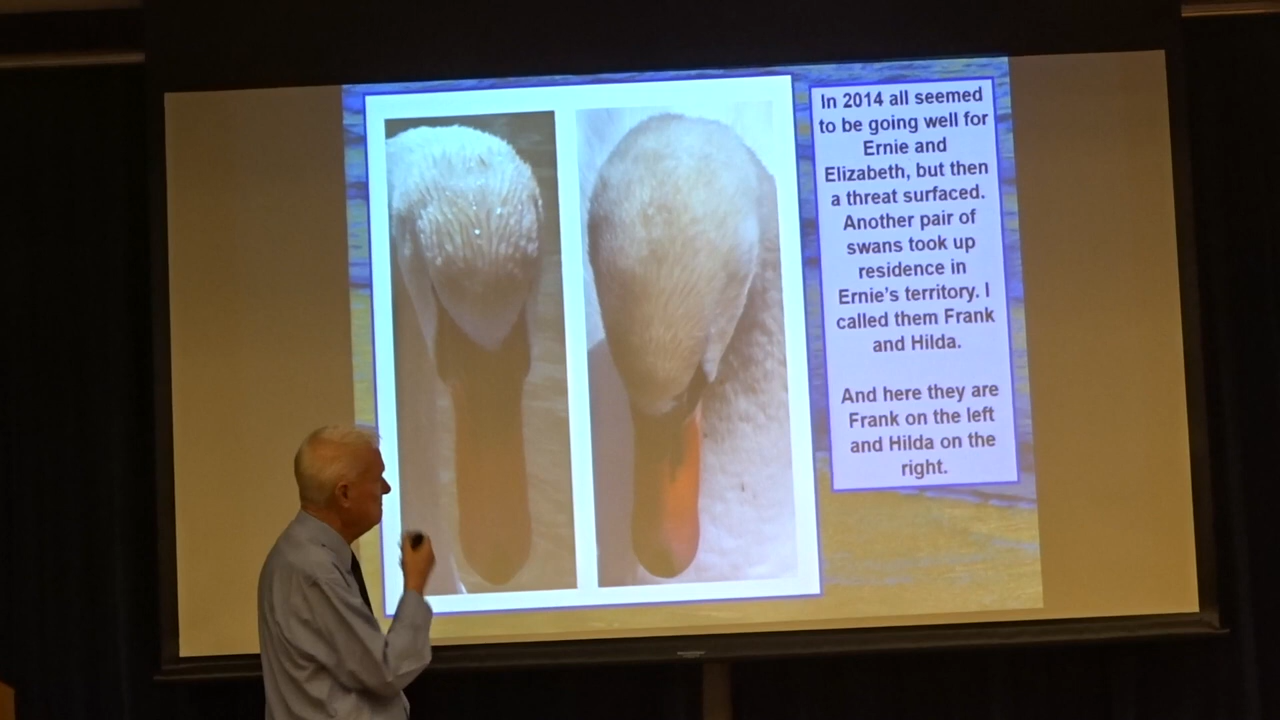 In 2014 all seemed
to be going well for
Ernie and
Elizabeth, but then
a threat surfaced.
Another pair of
swans took up
residence in
Ernie's territory. I
called them Frank
and Hilda.
And here they are
Frank on the left
and Hilda on the
right.